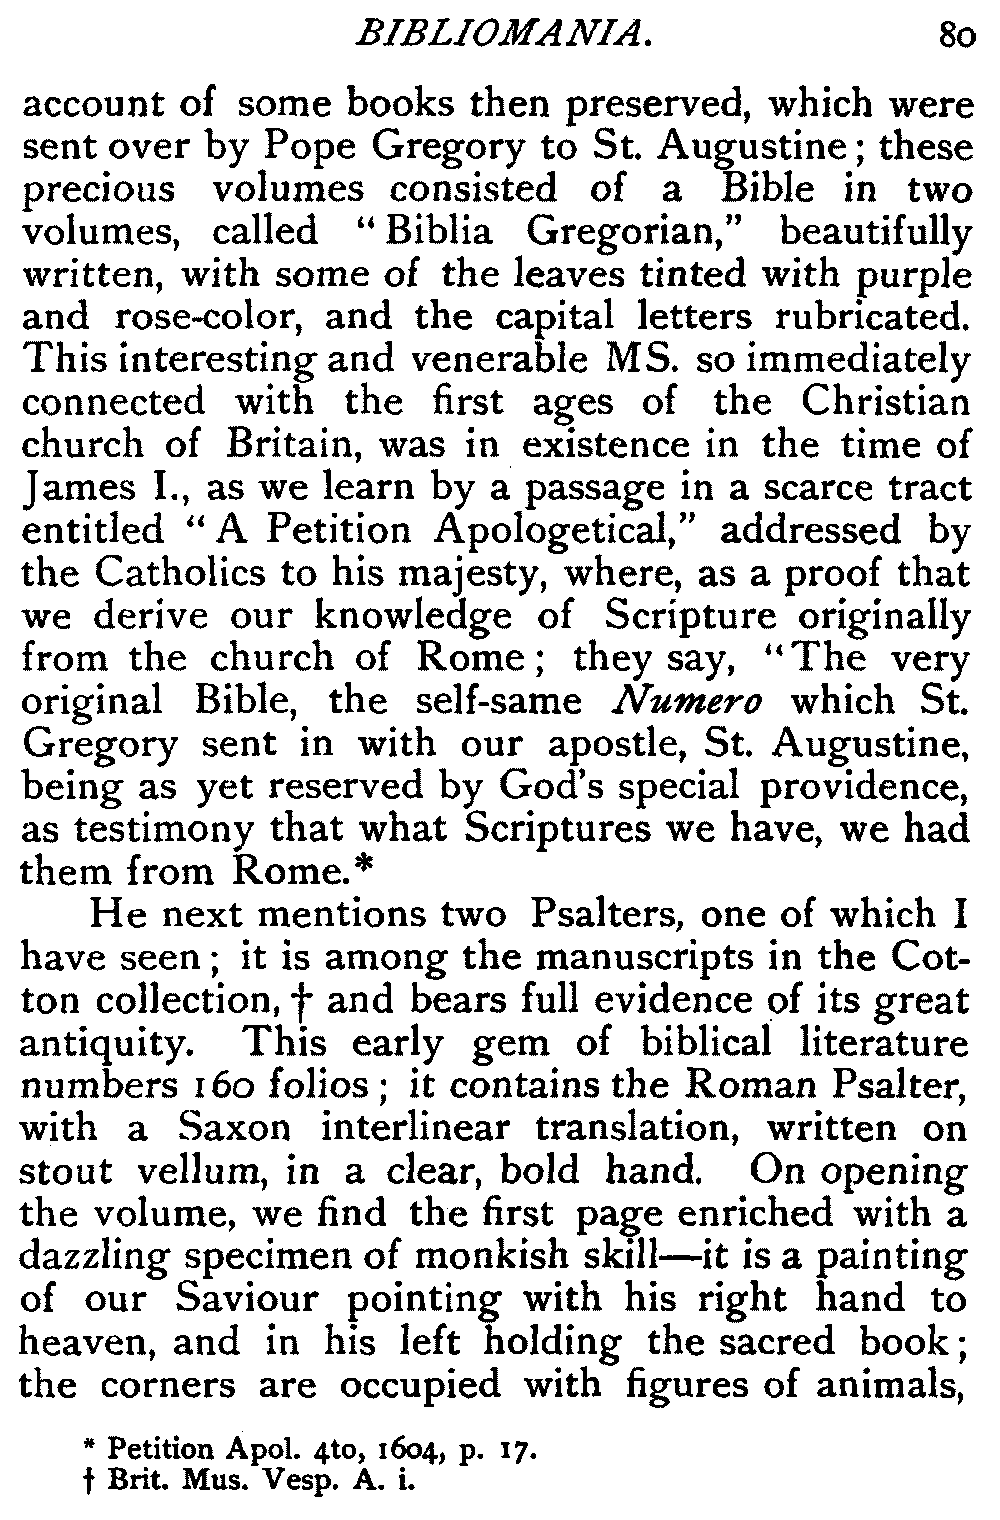 BIBLIOMANIA. 80
account of some books then preserved, which were
sent over by Pope Gregory to St. Augustine; these
precious volumes consisted of a Bible in two
volumes, called “Biblia Gregorian,” beautifully
written, with some of the leaves tinted with purple
and rose-color, and the capital letters rubricated.
This interesting and venerable MS. so immediately
connected with the first ages of the Christian
church of Britain, was in existence in the time of
James I., as we learn by a passage in a scarce tract
entitled “A Petition Apologetical,” addressed by
the Catholics to his majesty, where, as a proof that
we derive our knowledge of Scripture originally
from the church of Rome; they say, “The very
original Bible, the self-same Numero which St.
Gregory sent in with our apostle, St. Augustine,
being as yet reserved by God's special providence,
as testimony that what Scriptures we have, we had
them from Rome.*
He next mentions two Psalters, one of which I
have seen; it is among the manuscripts in the Cot-
ton collection,† and bears full evidence of its great
antiquity. This early gem of biblical literature
numbers 160 folios; it contains the Roman Psalter,
with a Saxon interlinear translation, written on
stout vellum, in a clear, bold hand. On opening
the volume, we find the first page enriched with a
dazzling specimen of monkish skill—it is a painting
of our Saviour pointing with his right hand to
heaven, and in his left holding the sacred book;
the corners are occupied with figures of animals,
* Petition Apol. 4to, 1604, p. 17.
† Brit. Mus. Vesp. A. i.